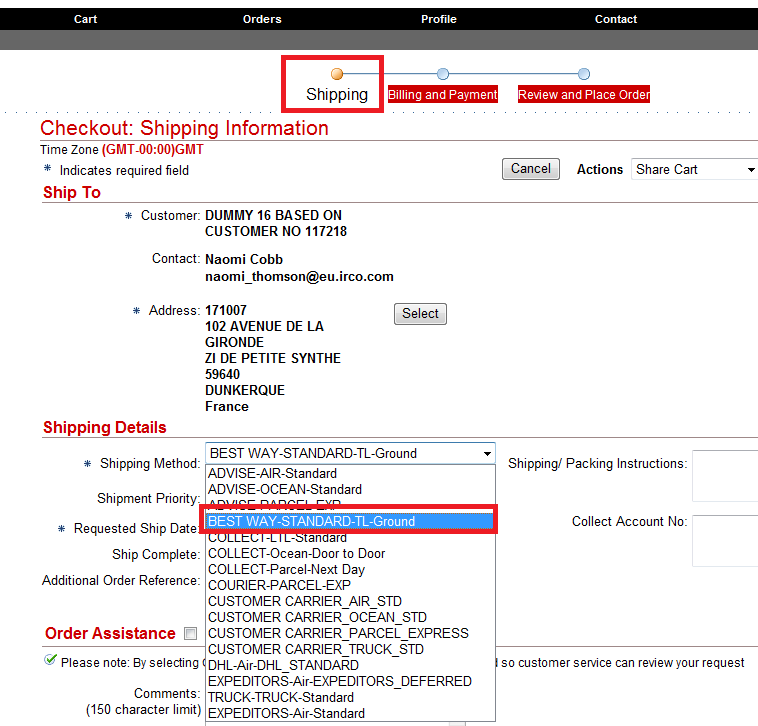 Cart Orders Profile Contact
Shipping Billing and Payment Review and Place Order
Checkout: Shipping Information
Time Zone (GMT-00:00)GMT
* Indicates required field Cancel Actions Share Cart
Ship To
* Customer: DUMMY 16 BASED ON
CUSTOMER NO 117218
Contact: Naomi Cobb
naomi_thomson@eu.irco.com
* Address: 171007 Select
102 AVENUE DE LA
GIRONDE
ZI DE PETITE SYNTHE
59640
DUNKERQUE
France
Shipping Details
* Shipping Method: BEST WAY-STANDARD-TL-Ground Shipping/ Packing Instructions:
ADVISE-AIR-Standard
Shipment Priority: ADVISE-OCEAN-Standard
ADVISE-PARCEL-EXP
* Requested Ship Date: BEST WAY-STANDARD-TL-Ground Collect Account No:
COLLECT-LTL-Standard
Ship Complete: COLLECT-Ocean-Door to Door
COLLECT-Parcel-Next Day
Additional Order Reference: COURIER-PARCEL-EXP
CUSTOMER CARRIER_AIR_STD
CUSTOMER CARRIER_OCEAN_STD
Order Assistance CUSTOMER CARRIER_PARCEL_EXPRESS
CUSTOMER CARRIER_TRUCK_STD
Please note: By selecting DHL-Air-DHL_STANDARD so customer service can review your request
EXPEDITORS-Air-EXPEDITORS_DEFERRED
Comments: TRUCK-TRUCK-Standard
(150 character limit) EXPEDITORS-Air-Standard